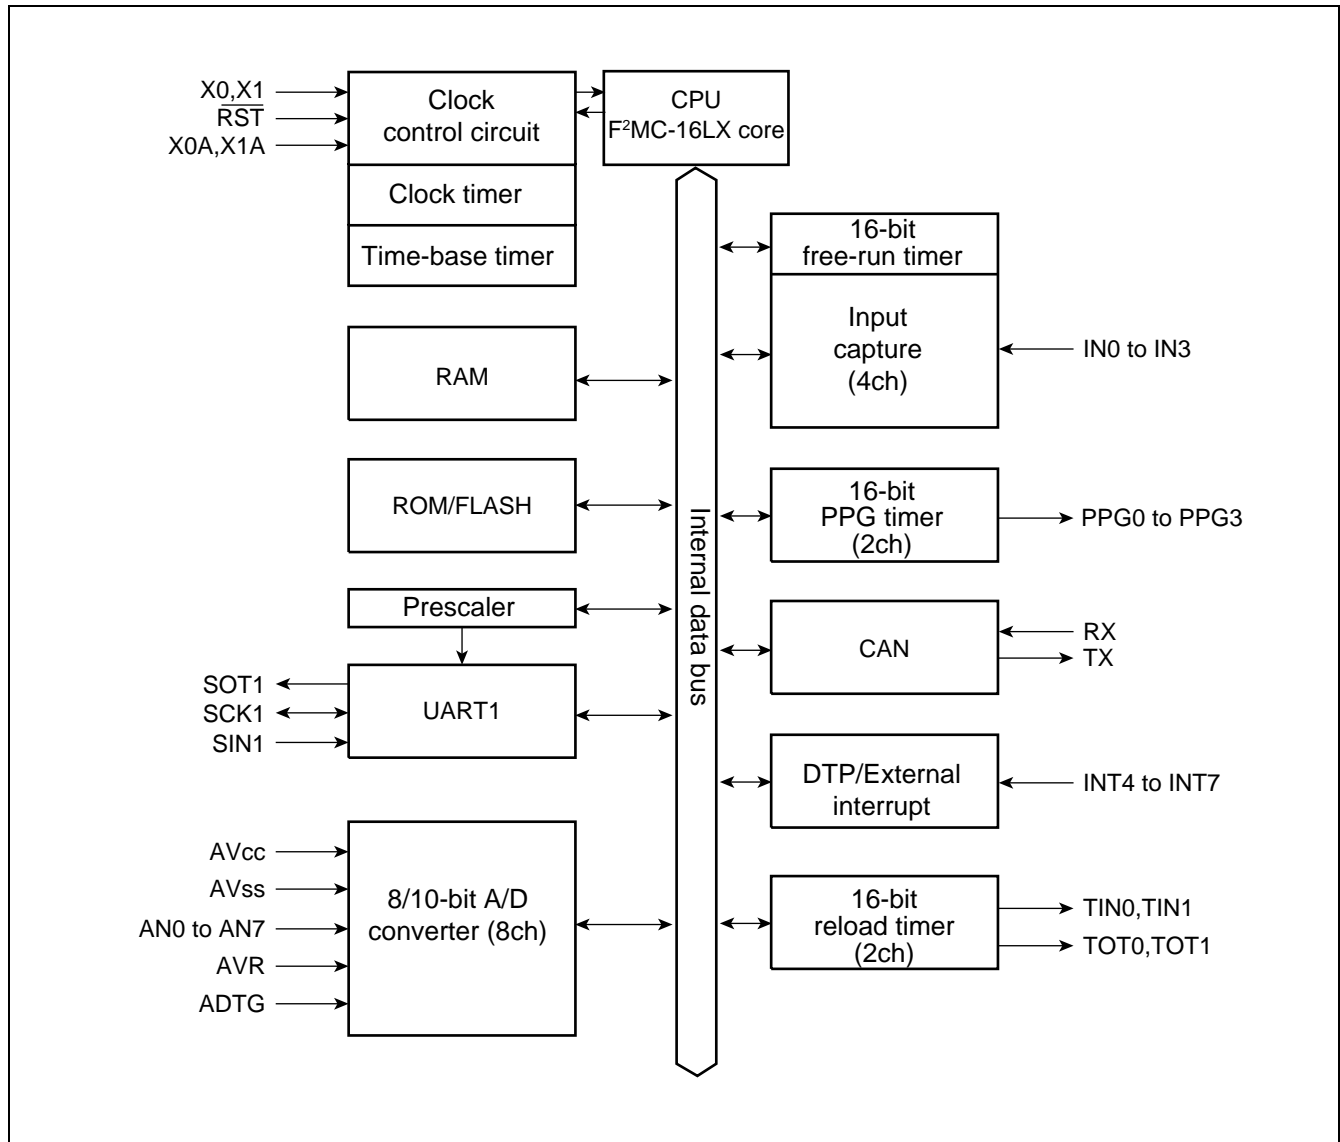 X0,X1
RST
X0A,X1A
Clock
control circuit
Clock timer
Time-base timer
CPU
F²MC-16LX core
RAM
ROM/FLASH
Prescaler
SOT1
SCK1
SIN1
UART1
AVcc
AVss
AN0 to AN7
AVR
ADTG
8/10-bit A/D
converter (8ch)
Internal data bus
16-bit
free-run timer
Input
capture
(4ch)
IN0 to IN3
16-bit
PPG timer
(2ch)
PPG0 to PPG3
CAN
RX
TX
DTP/External
interrupt
INT4 to INT7
16-bit
reload timer
(2ch)
TIN0,TIN1
TOT0,TOT1